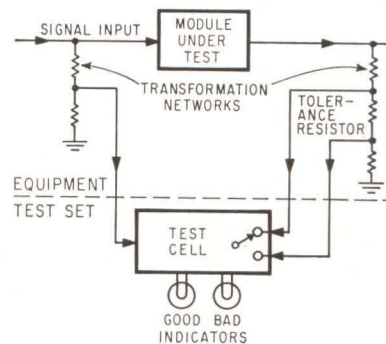 SIGNAL INPUT
MODULE
UNDER
TEST
TRANSFORMATION
NETWORKS
TOLER-
ANCE
RESISTOR
EQUIPMENT
TEST SET
TEST
CELL
GOOD BAD
INDICATORS